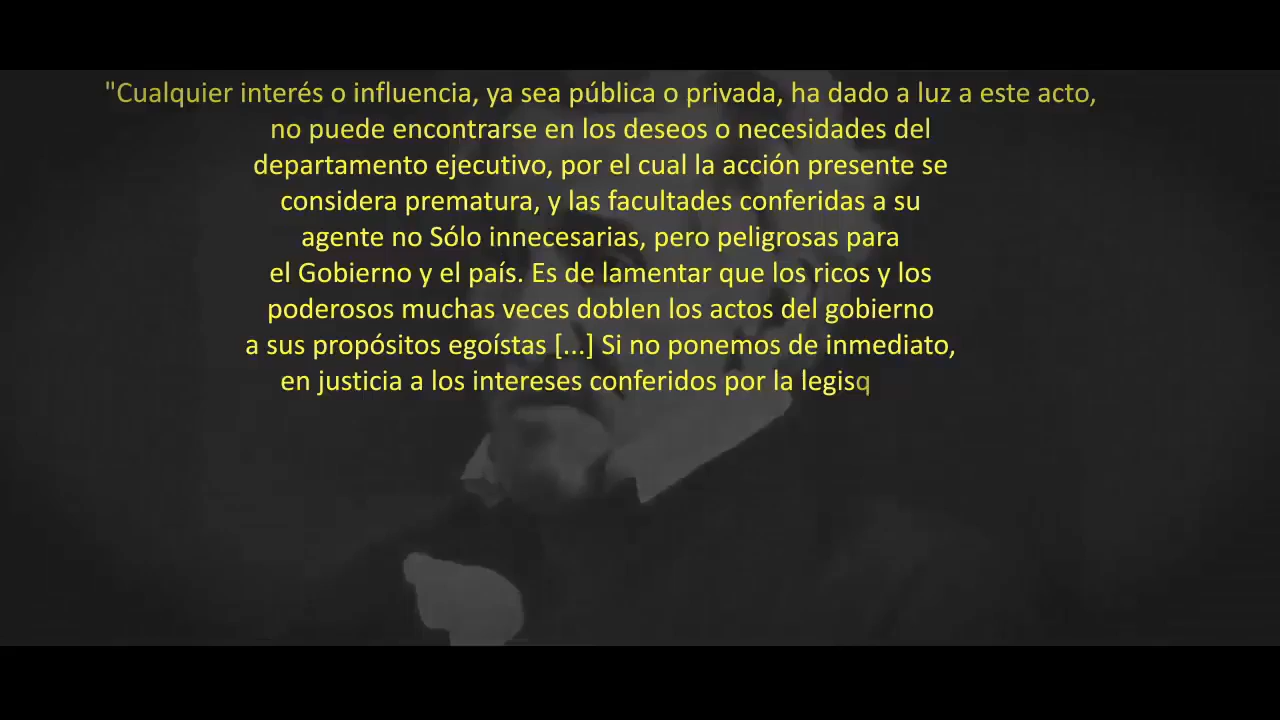 "Cualquier interés o influencia, ya sea pública o privada, ha dado a luz a este acto,
no puede encontrarse en los deseos o necesidades del
departamento ejecutivo, por el cual la acción presente se
considera prematura, y las facultades conferidas a su
agente no Sólo innecesarias, pero peligrosas para
el Gobierno y el país. Es de lamentar que los ricos y los
poderosos muchas veces doblen los actos del gobierno
a sus propósitos egoístas [...] Si no ponemos de inmediato,
en justicia a los intereses conferidos por la legisq